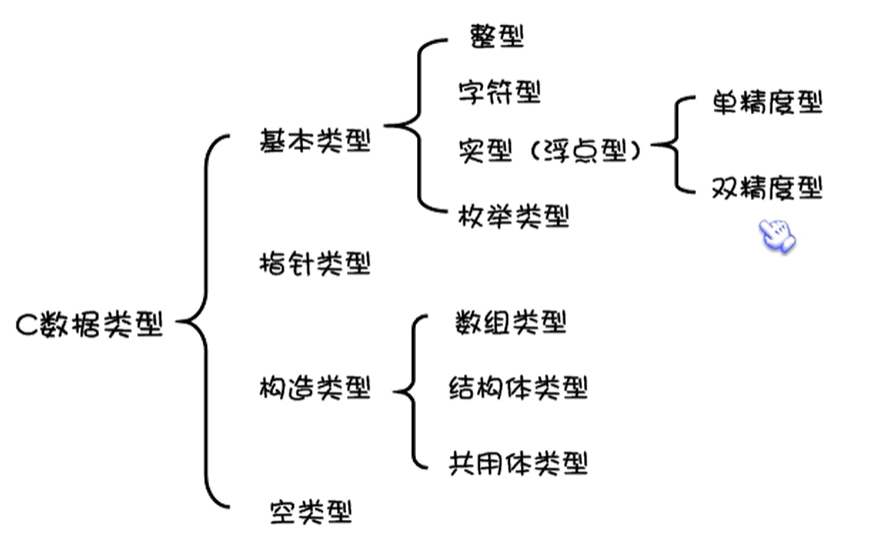 C数据类型
基本类型
整型
字符型
实型（浮点型）
单精度型
双精度型
枚举类型
指针类型
构造类型
数组类型
结构体类型
共用体类型
空类型